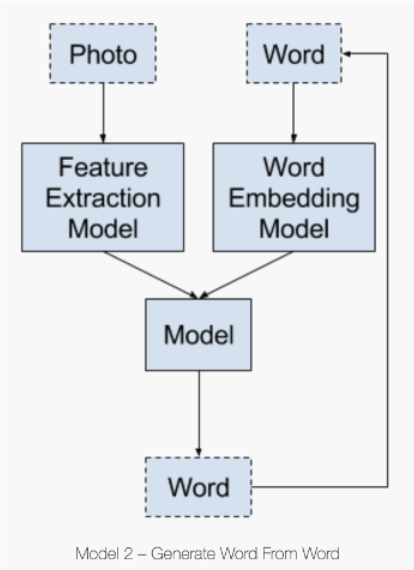 Photo
Word
Feature
Extraction
Model
Word
Embedding
Model
Model
Word
Model 2 – Generate Word From Word